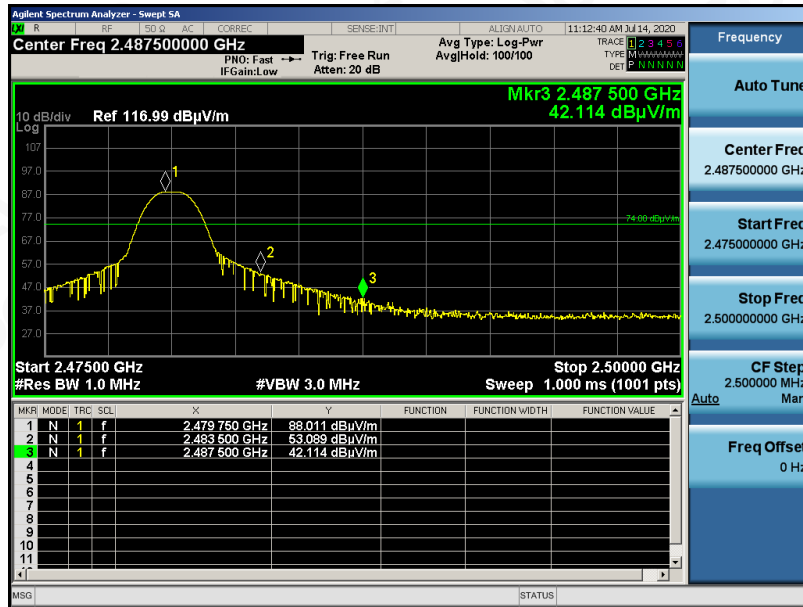 Agilent Spectrum Analyzer - Swept SA
LXI R RF 50 Ω AC CORREC SENSE:INT ALIGN AUTO 11:12:40 AM Jul 14, 2020
Center Freq 2.487500000 GHz
PNO: Fast
IFGain:Low
Trig: Free Run
Atten: 20 dB
Avg Type: Log-Pwr
Avg|Hold: 100/100
TRACE 1 2 3 4 5 6
TYPE M
DET P N N N N N
Mkr3 2.487 500 GHz
42.114 dBµV/m
10 dB/div Ref 116.99 dBµV/m
Log
107
97.0
87.0
77.0
67.0
57.0
47.0
37.0
27.0
1
2
3
74.00 dBµV/m
Start 2.47500 GHz Stop 2.50000 GHz
#Res BW 1.0 MHz #VBW 3.0 MHz Sweep 1.000 ms (1001 pts)
MKR MODE TRC SCL X Y FUNCTION FUNCTION WIDTH FUNCTION VALUE
1 N 1 f 2.479 750 GHz 88.011 dBµV/m
2 N 1 f 2.483 500 GHz 53.089 dBµV/m
3 N 1 f 2.487 500 GHz 42.114 dBµV/m
4
5
6
7
8
9
10
11
MSG STATUS
Frequency
Auto Tune
Center Freq
2.487500000 GHz
Start Freq
2.475000000 GHz
Stop Freq
2.500000000 GHz
CF Step
2.500000 MHz
Auto Man
Freq Offset
0 Hz